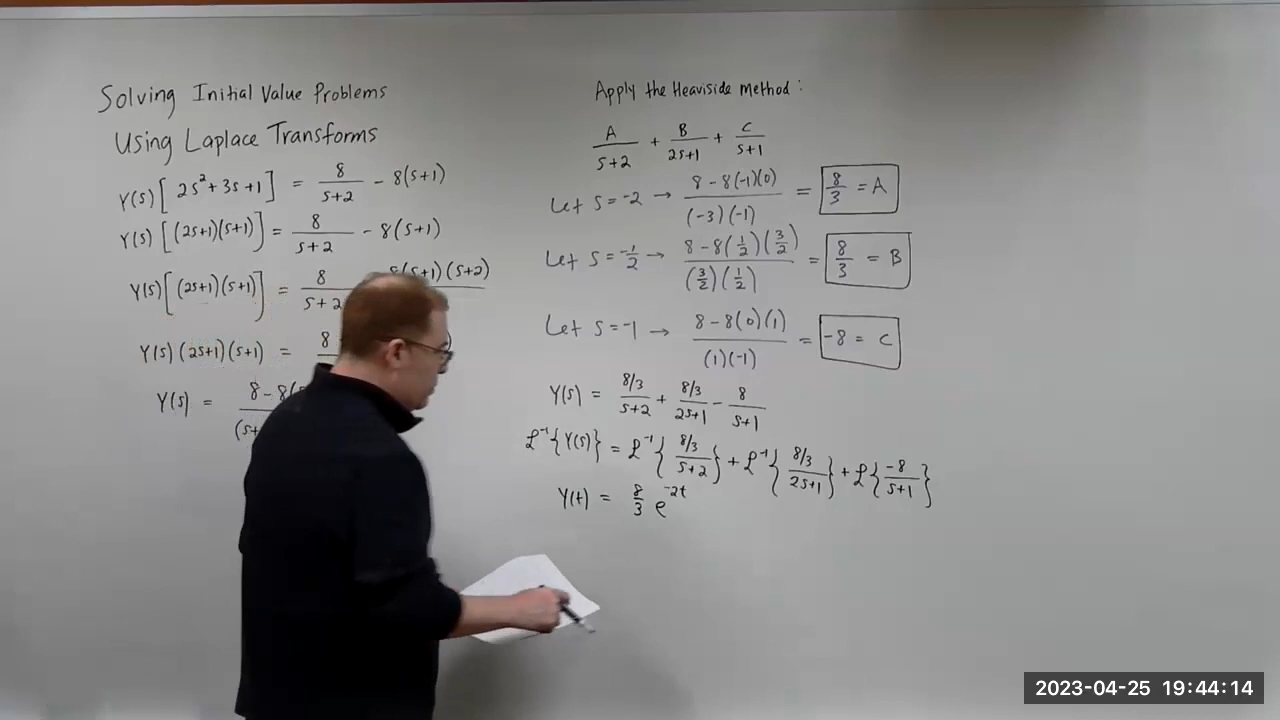 Solving Initial Value Problems
Using Laplace Transforms
Y(s)[2s²+3s+1] = 8/(s+2) - 8(s+1)
Y(s)[(2s+1)(s+1)] = 8/(s+2) - 8(s+1)
Y(s)[(2s+1)(s+1)] = 8/(s+2 8(s+1)(s+2)
Y(s)(2s+1)(s+1) = 8
Y(s) = 8-8(s / (s+
Apply the Heaviside method:
A/(s+2) + B/(2s+1) + C/(s+1)
Let s=-2 → (8-8(-1)(0))/((-3)(-1)) = 8/3 = A
Let s=-1/2 → (8-8(1/2)(3/2))/((3/2)(1/2)) = 8/3 = B
Let s=-1 → (8-8(0)(1))/((1)(-1)) = -8 = C
Y(s) = (8/3)/(s+2) + (8/3)/(2s+1) - 8/(s+1)
ℒ⁻¹{Y(s)} = ℒ⁻¹{(8/3)/(s+2)} + ℒ⁻¹{(8/3)/(2s+1)} + ℒ{-8/(s+1)}
Y(t) = 8/3 e^(-2t)
2023-04-25 19:44:14